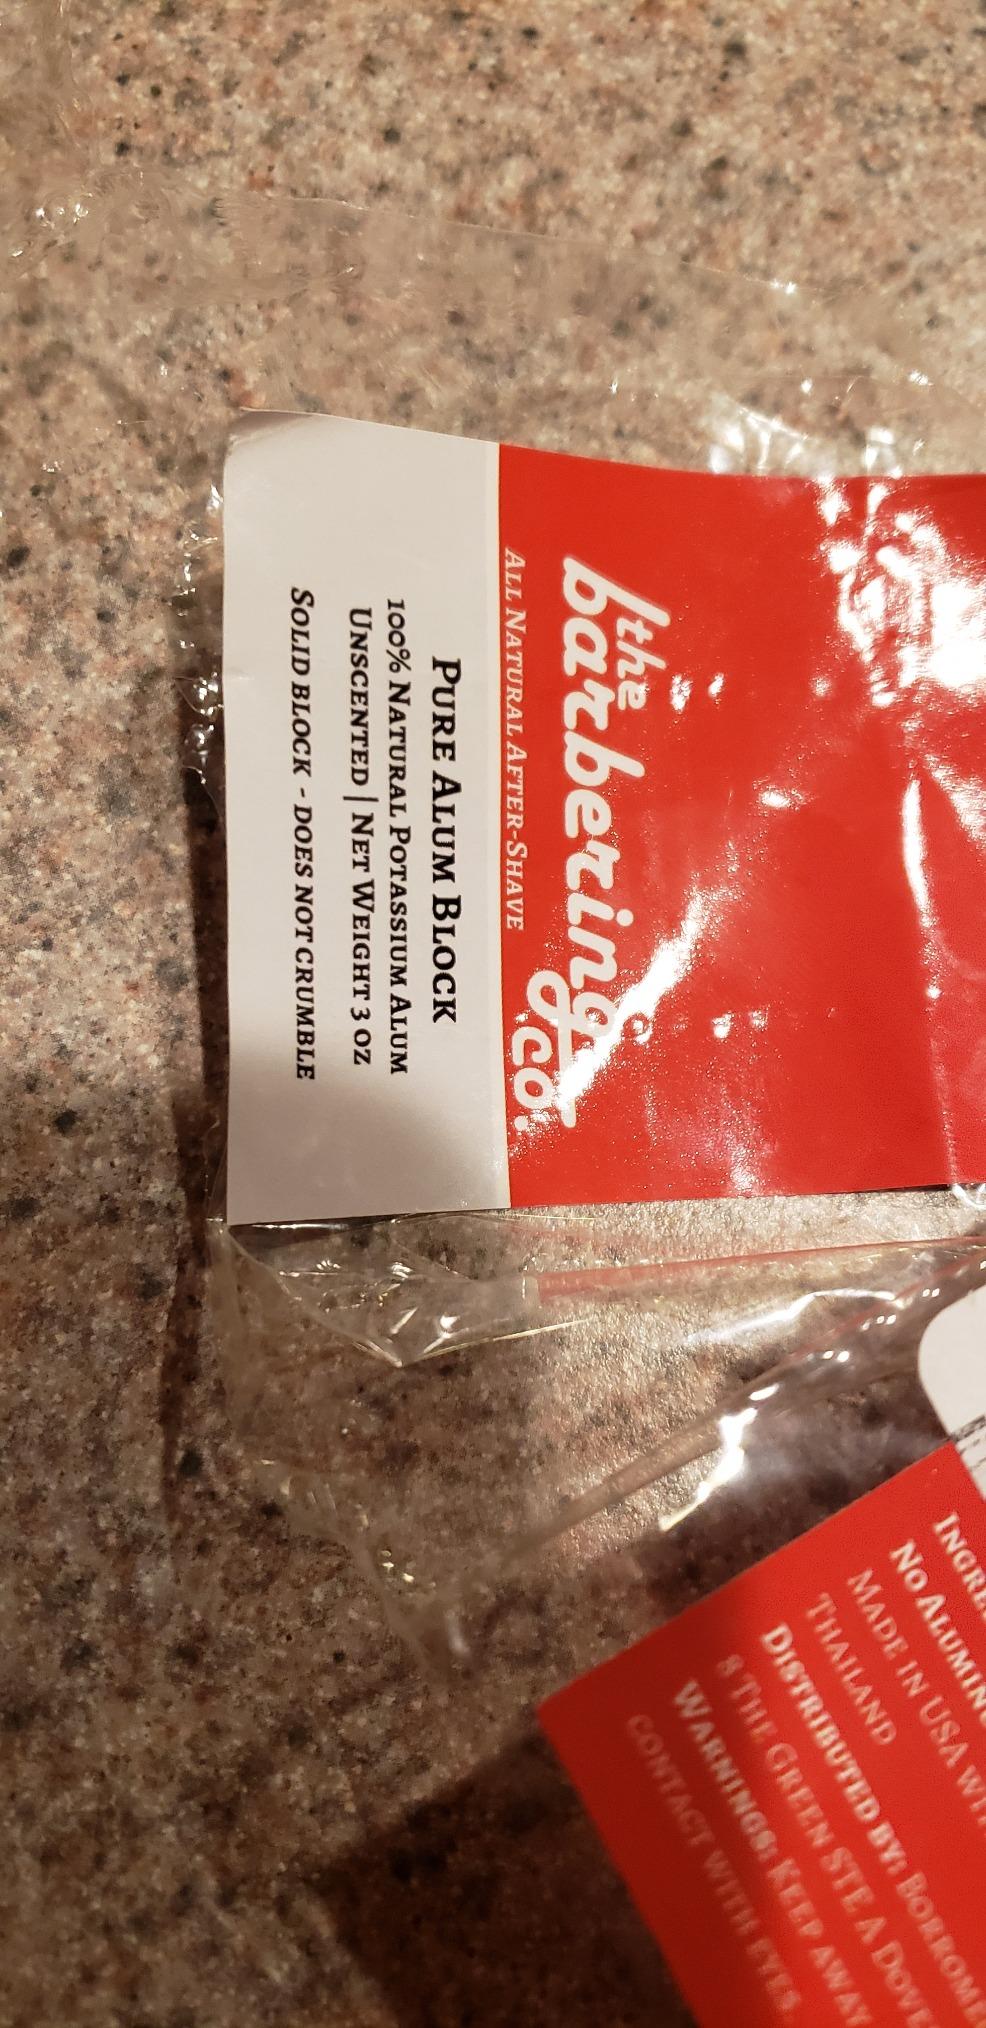 the
barbering
co.
All Natural After-Shave
Pure Alum Block
100% Natural Potassium Alum
Unscented | Net Weight 3 oz
Solid block - does not crumble
No
Made in USA
Thailand
Distributed by:
8 The Green Ste A
Warnings: Keep away
contact with eyes